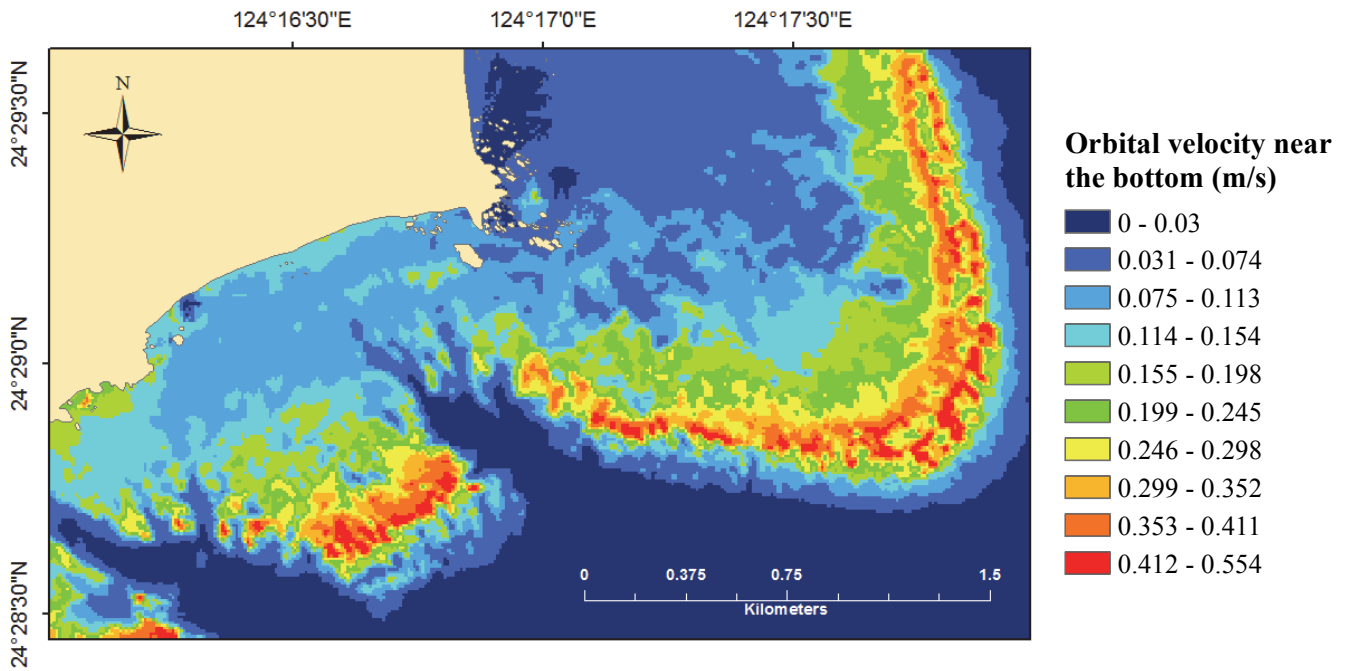 124°16'30"E
124°17'0"E
124°17'30"E
N
24°29'30"N
24°29'0"N
24°28'30"N
Orbital velocity near
the bottom (m/s)
0 - 0.03
0.031 - 0.074
0.075 - 0.113
0.114 - 0.154
0.155 - 0.198
0.199 - 0.245
0.246 - 0.298
0.299 - 0.352
0.353 - 0.411
0.412 - 0.554
0 0.375 0.75 1.5
Kilometers